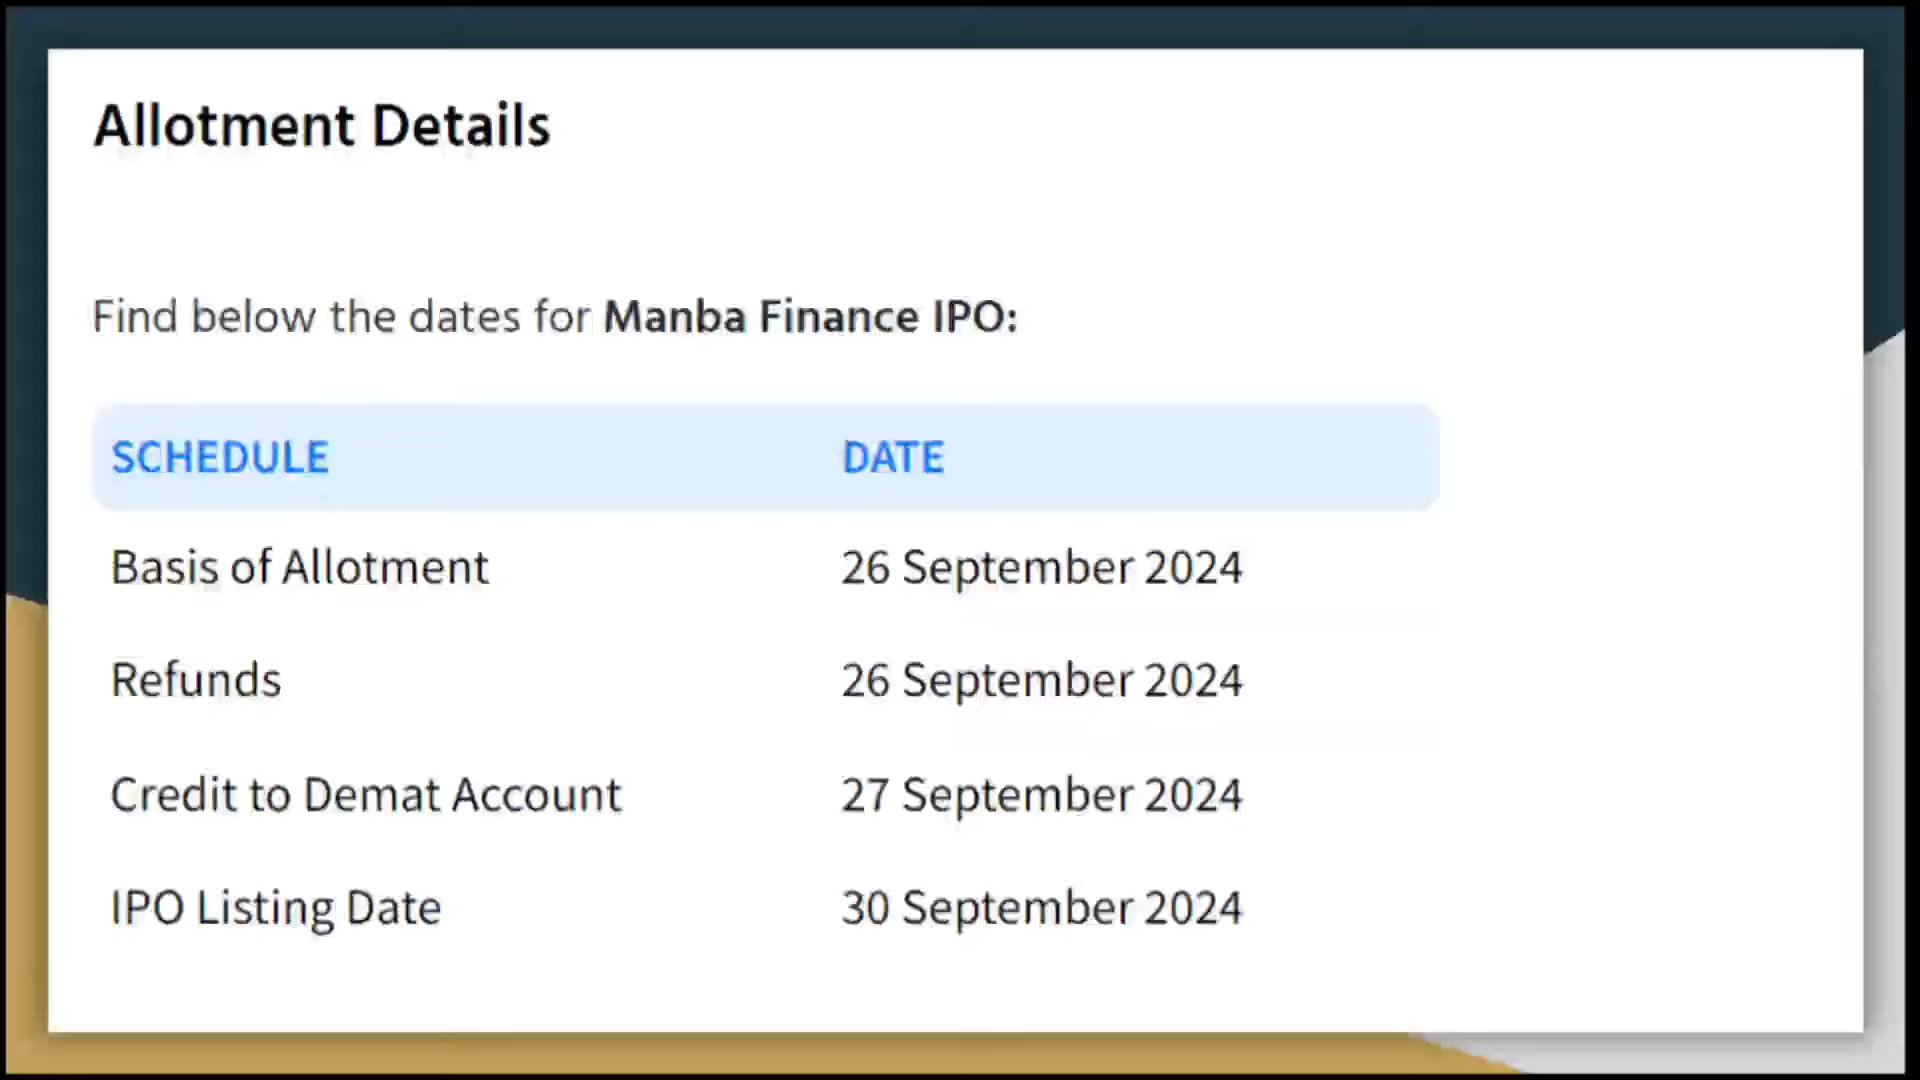 Allotment Details
Find below the dates for Manba Finance IPO:
SCHEDULE DATE
Basis of Allotment 26 September 2024
Refunds 26 September 2024
Credit to Demat Account 27 September 2024
IPO Listing Date 30 September 2024